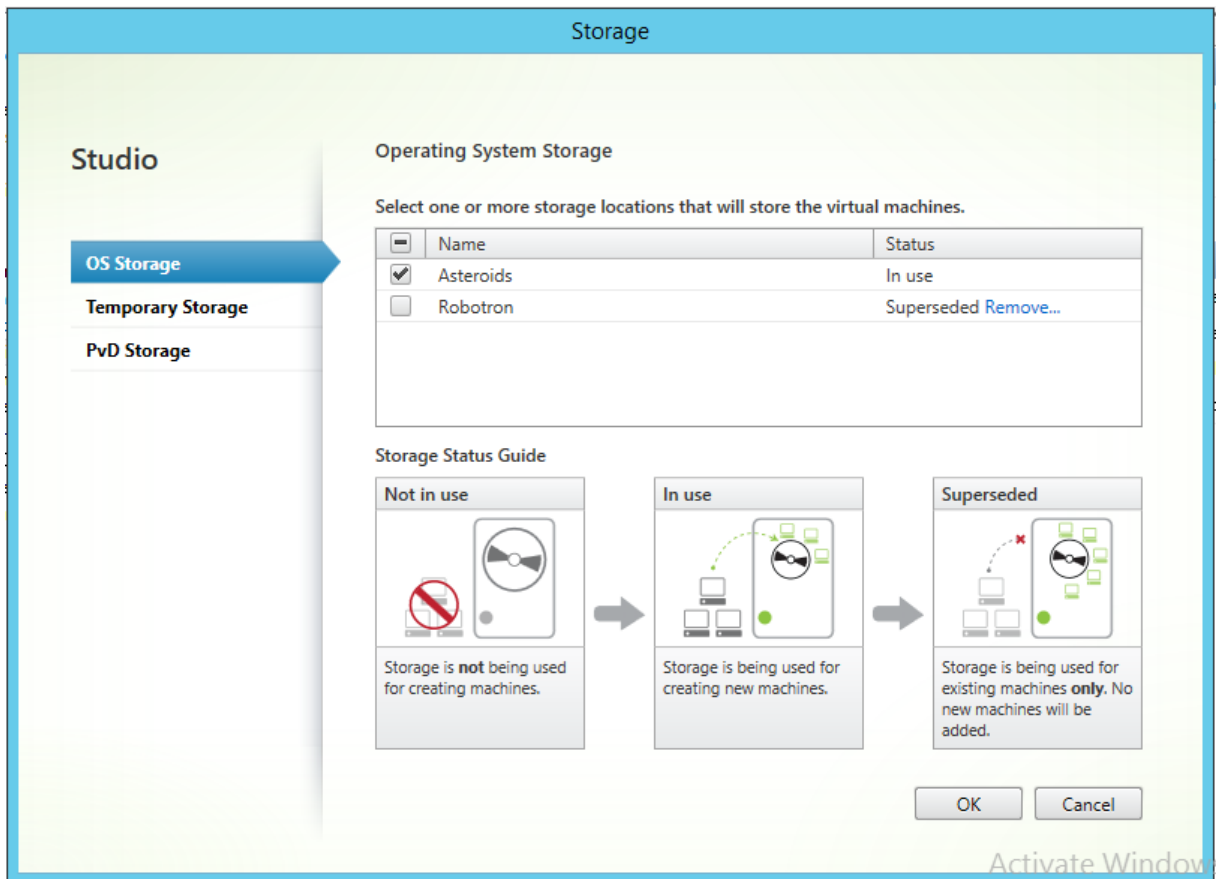 Storage
Studio
OS Storage
Temporary Storage
PvD Storage
Operating System Storage
Select one or more storage locations that will store the virtual machines.
Name Status
Asteroids In use
Robotron Superseded Remove...
Storage Status Guide
Not in use
Storage is not being used
for creating machines.
In use
Storage is being used for
creating new machines.
Superseded
Storage is being used for
existing machines only. No
new machines will be
added.
OK Cancel
Activate Window